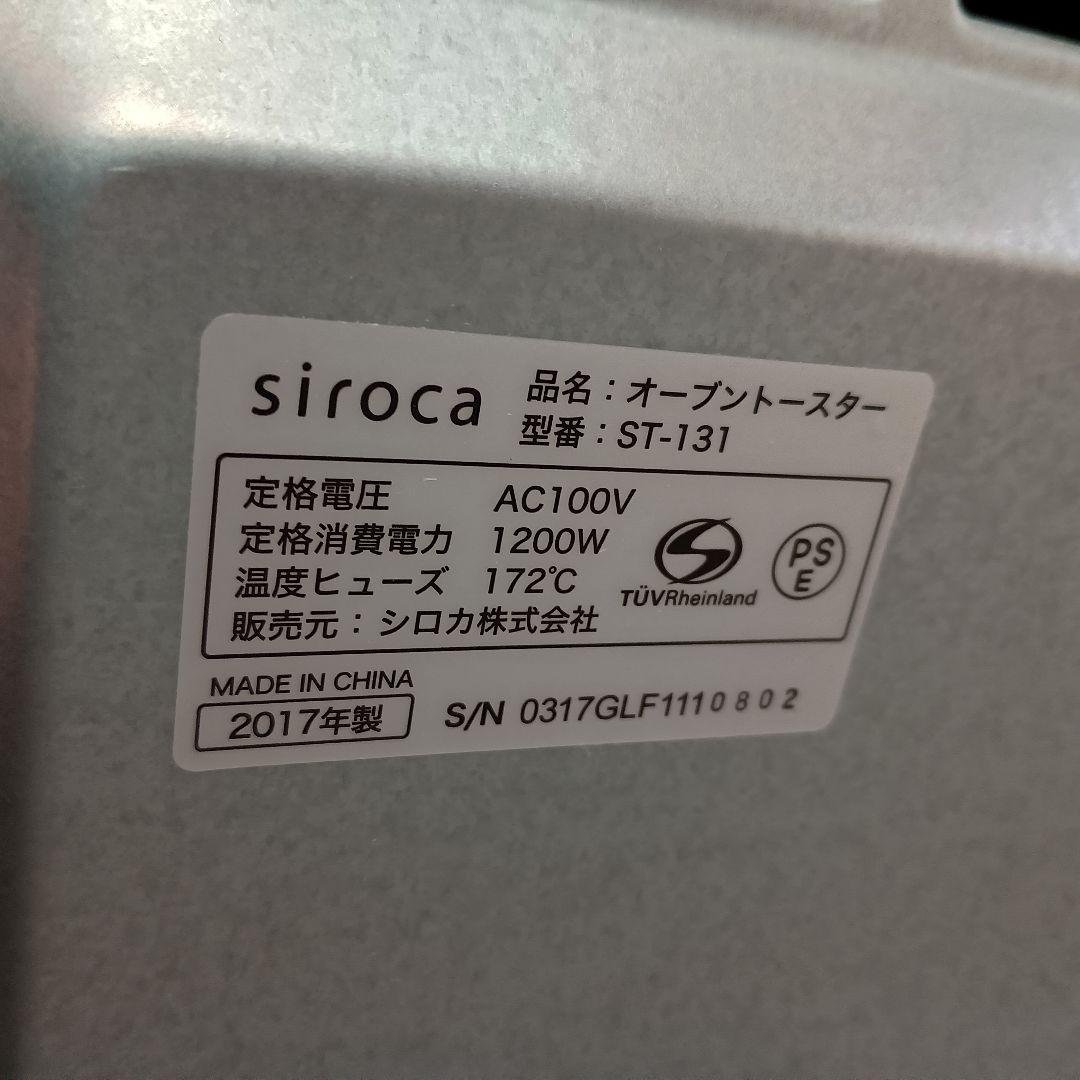 siroca
品名：オーブントースター
型番：ST-131
定格電圧 AC100V
定格消費電力 1200W
温度ヒューズ 172℃
販売元：シロカ株式会社
TÜVRheinland
PSE
MADE IN CHINA
2017年製
S/N 0317GLF1110802